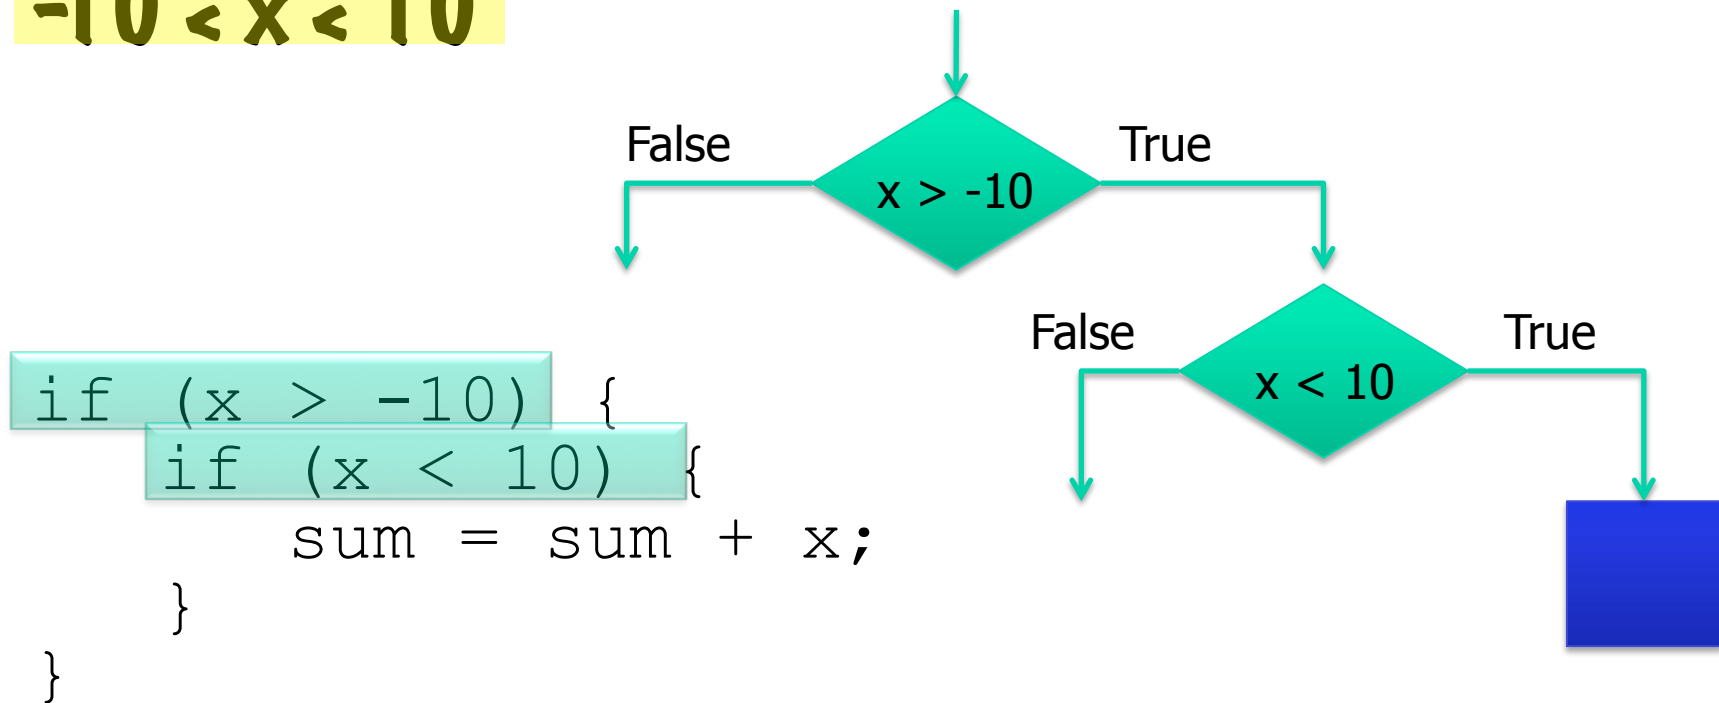 -10 < x < 10
False
True
x > -10
False
True
x < 10
if (x > -10) {
if (x < 10) {
sum = sum + x;
}
}